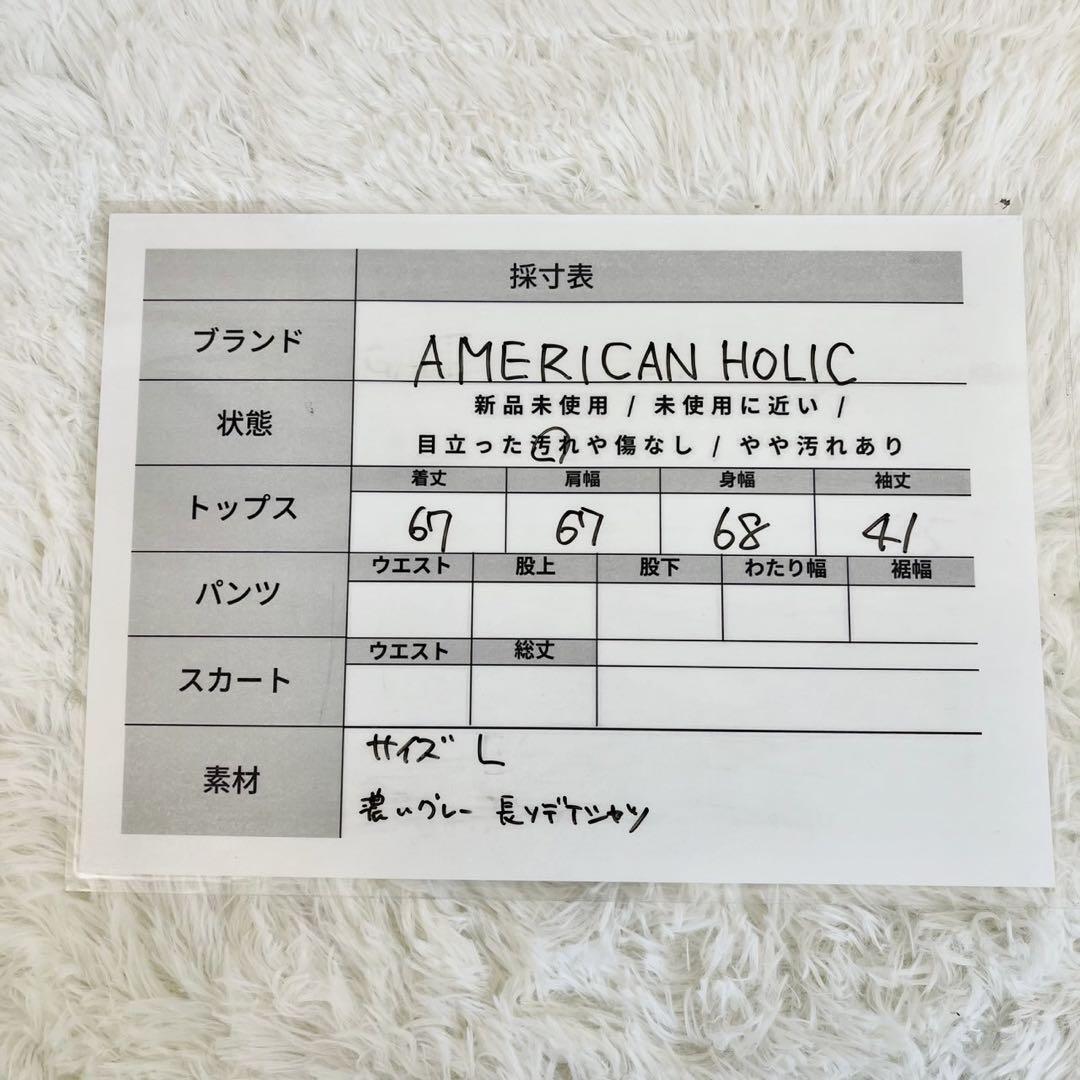 採寸表
ブランド AMERICAN HOLIC
状態 新品未使用 / 未使用に近い /
目立った汚れや傷なし / やや汚れあり
トップス 着丈 肩幅 身幅 袖丈
67 67 68 41
パンツ ウエスト 股上 股下 わたり幅 裾幅
スカート ウエスト 総丈
素材 サイズ L
濃いグレー 長ソデTシャツ